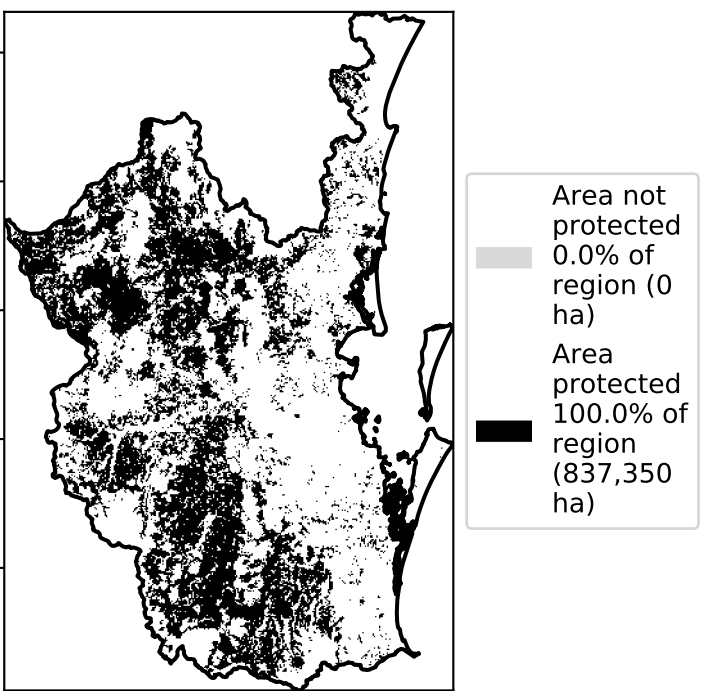 Area not
protected
0.0% of
region (0
ha)
Area
protected
100.0% of
region
(837,350
ha)